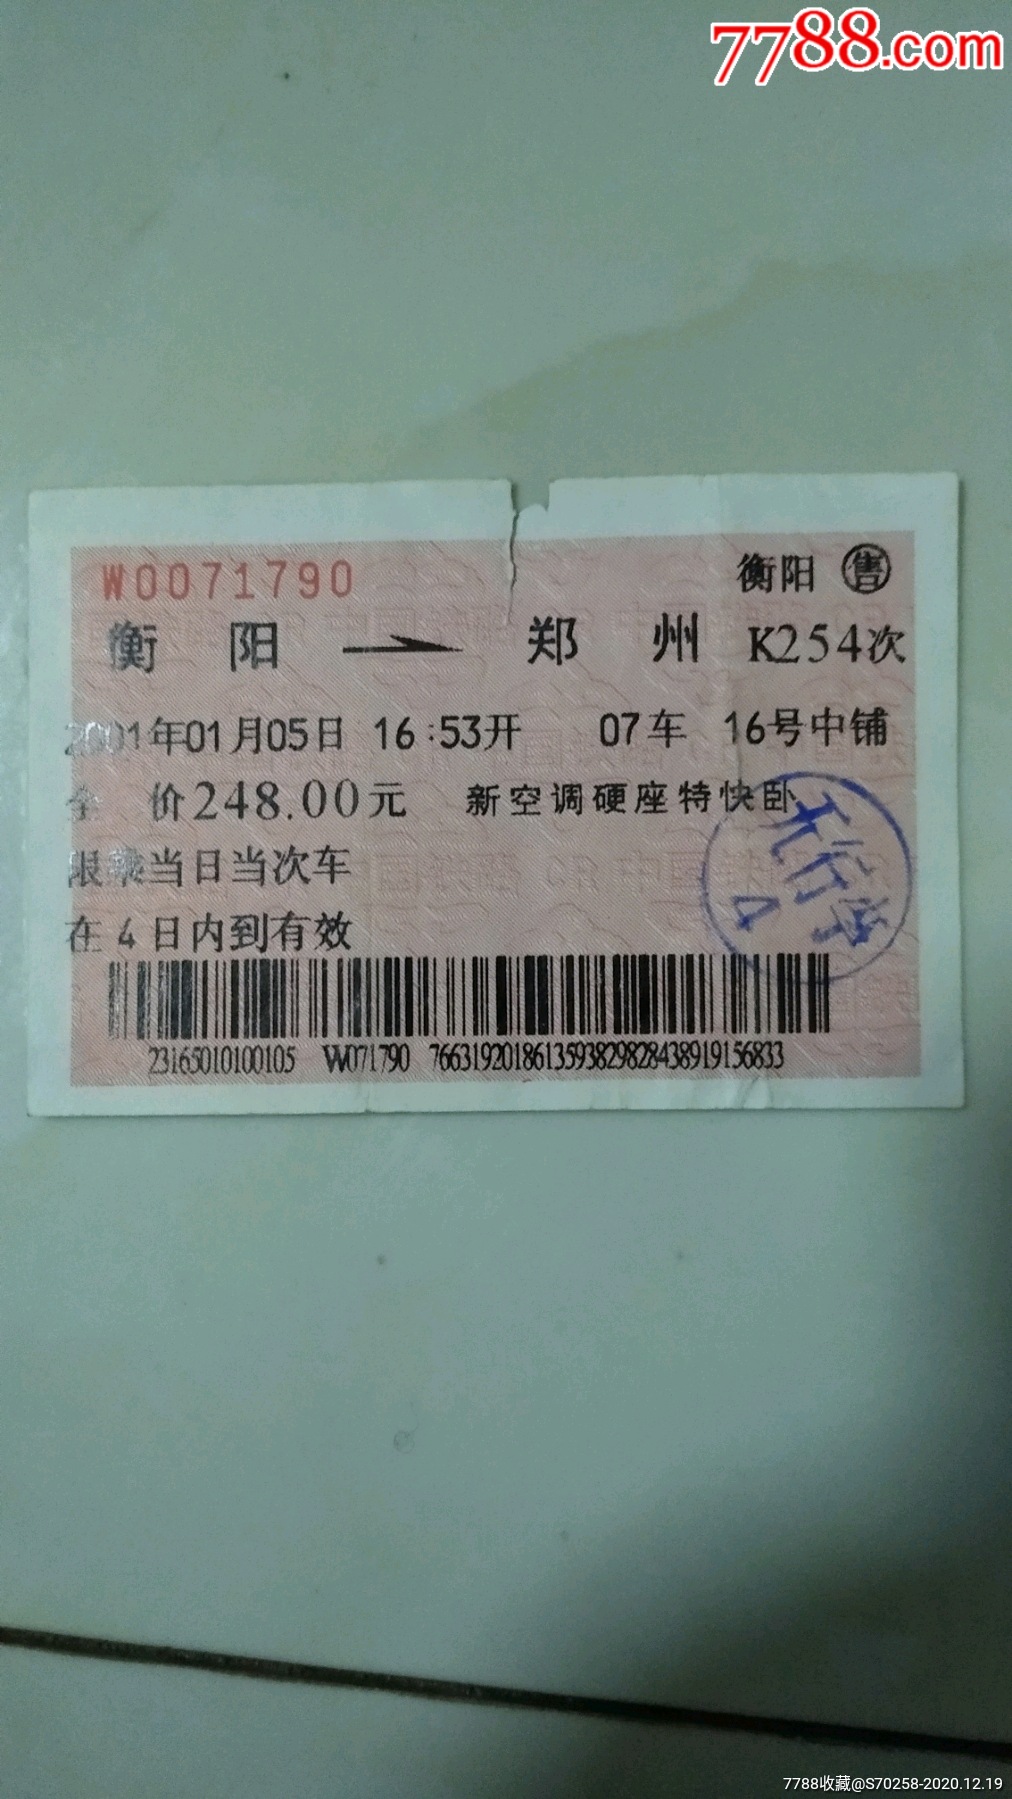 7788.com
W0071790
衡阳 售
衡 阳 郑 州 K254次
2001年01月05日 16:53开 07车 16号中铺
全 价248.00元 新空调硬座特快卧
限乘当日当次车
在4日内到有效
23165010100105 W071790 7663192018613593829828438919156833
7788收藏@S70258-2020.12.19